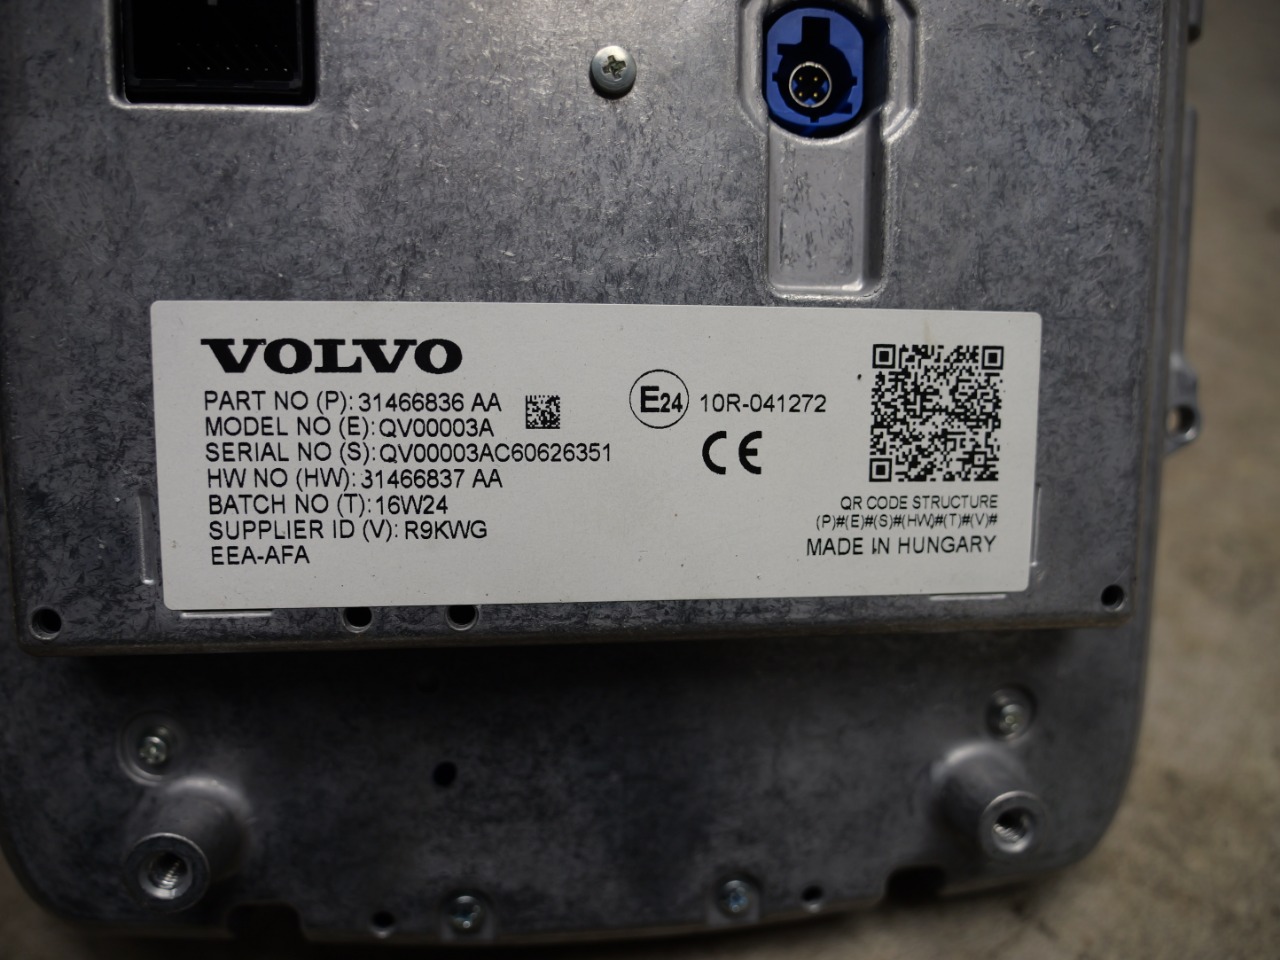 VOLVO
PART NO (P): 31466836 AA
MODEL NO (E): QV00003A
SERIAL NO (S): QV00003AC60626351
HW NO (HW): 31466837 AA
BATCH NO (T): 16W24
SUPPLIER ID (V): R9KWG
EEA-AFA
E24 10R-041272
CE
QR CODE STRUCTURE
(P)#(E)#(S)#(HW)#(T)#(V)#
MADE IN HUNGARY